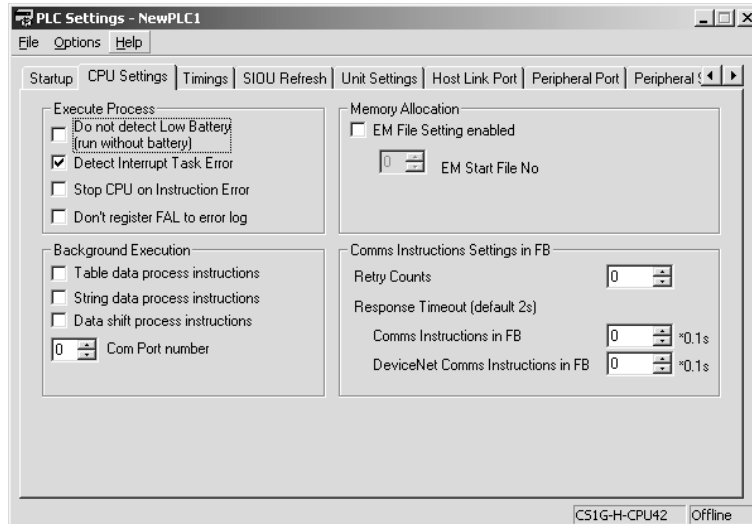 PLC Settings - NewPLC1
File Options Help
Startup CPU Settings Timings SIOU Refresh Unit Settings Host Link Port Peripheral Port Peripheral
Execute Process
Do not detect Low Battery
(run without battery)
Detect Interrupt Task Error
Stop CPU on Instruction Error
Don't register FAL to error log
Memory Allocation
EM File Setting enabled
0 EM Start File No
Background Execution
Table data process instructions
String data process instructions
Data shift process instructions
0 Com Port number
Comms Instructions Settings in FB
Retry Counts 0
Response Timeout (default 2s)
Comms Instructions in FB 0 *0.1s
DeviceNet Comms Instructions in FB 0 *0.1s
CS1G-H-CPU42 Offline